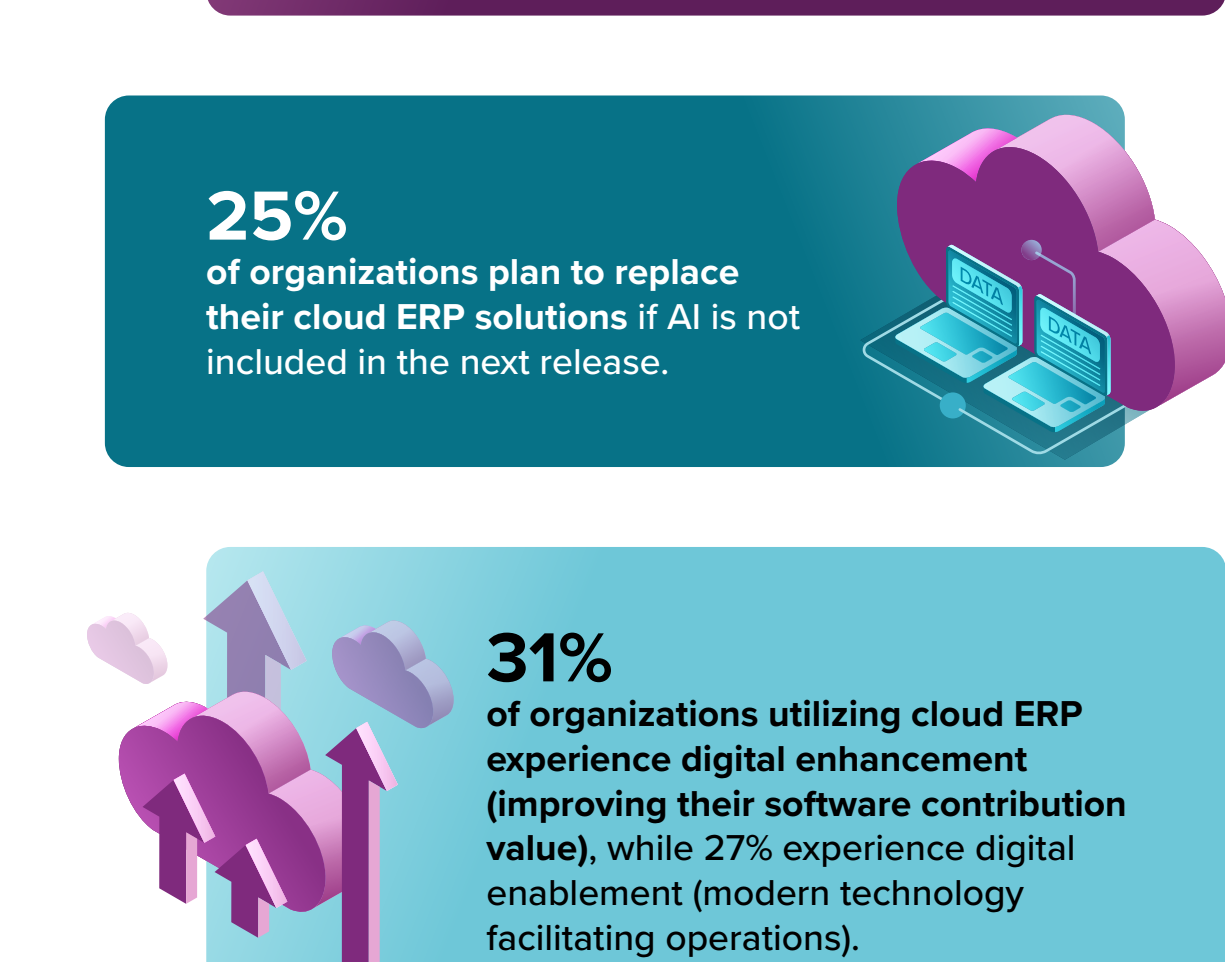 25%
of organizations plan to replace
their cloud ERP solutions if AI is not
included in the next release.
DATA
DATA
31%
of organizations utilizing cloud ERP
experience digital enhancement
(improving their software contribution
value), while 27% experience digital
enablement (modern technology
facilitating operations).